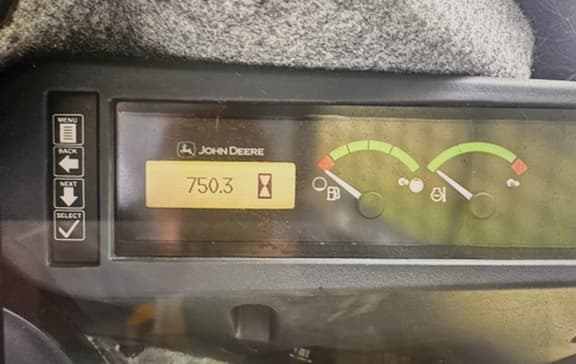 MENU
BACK
NEXT
SELECT
JOHN DEERE
750.3